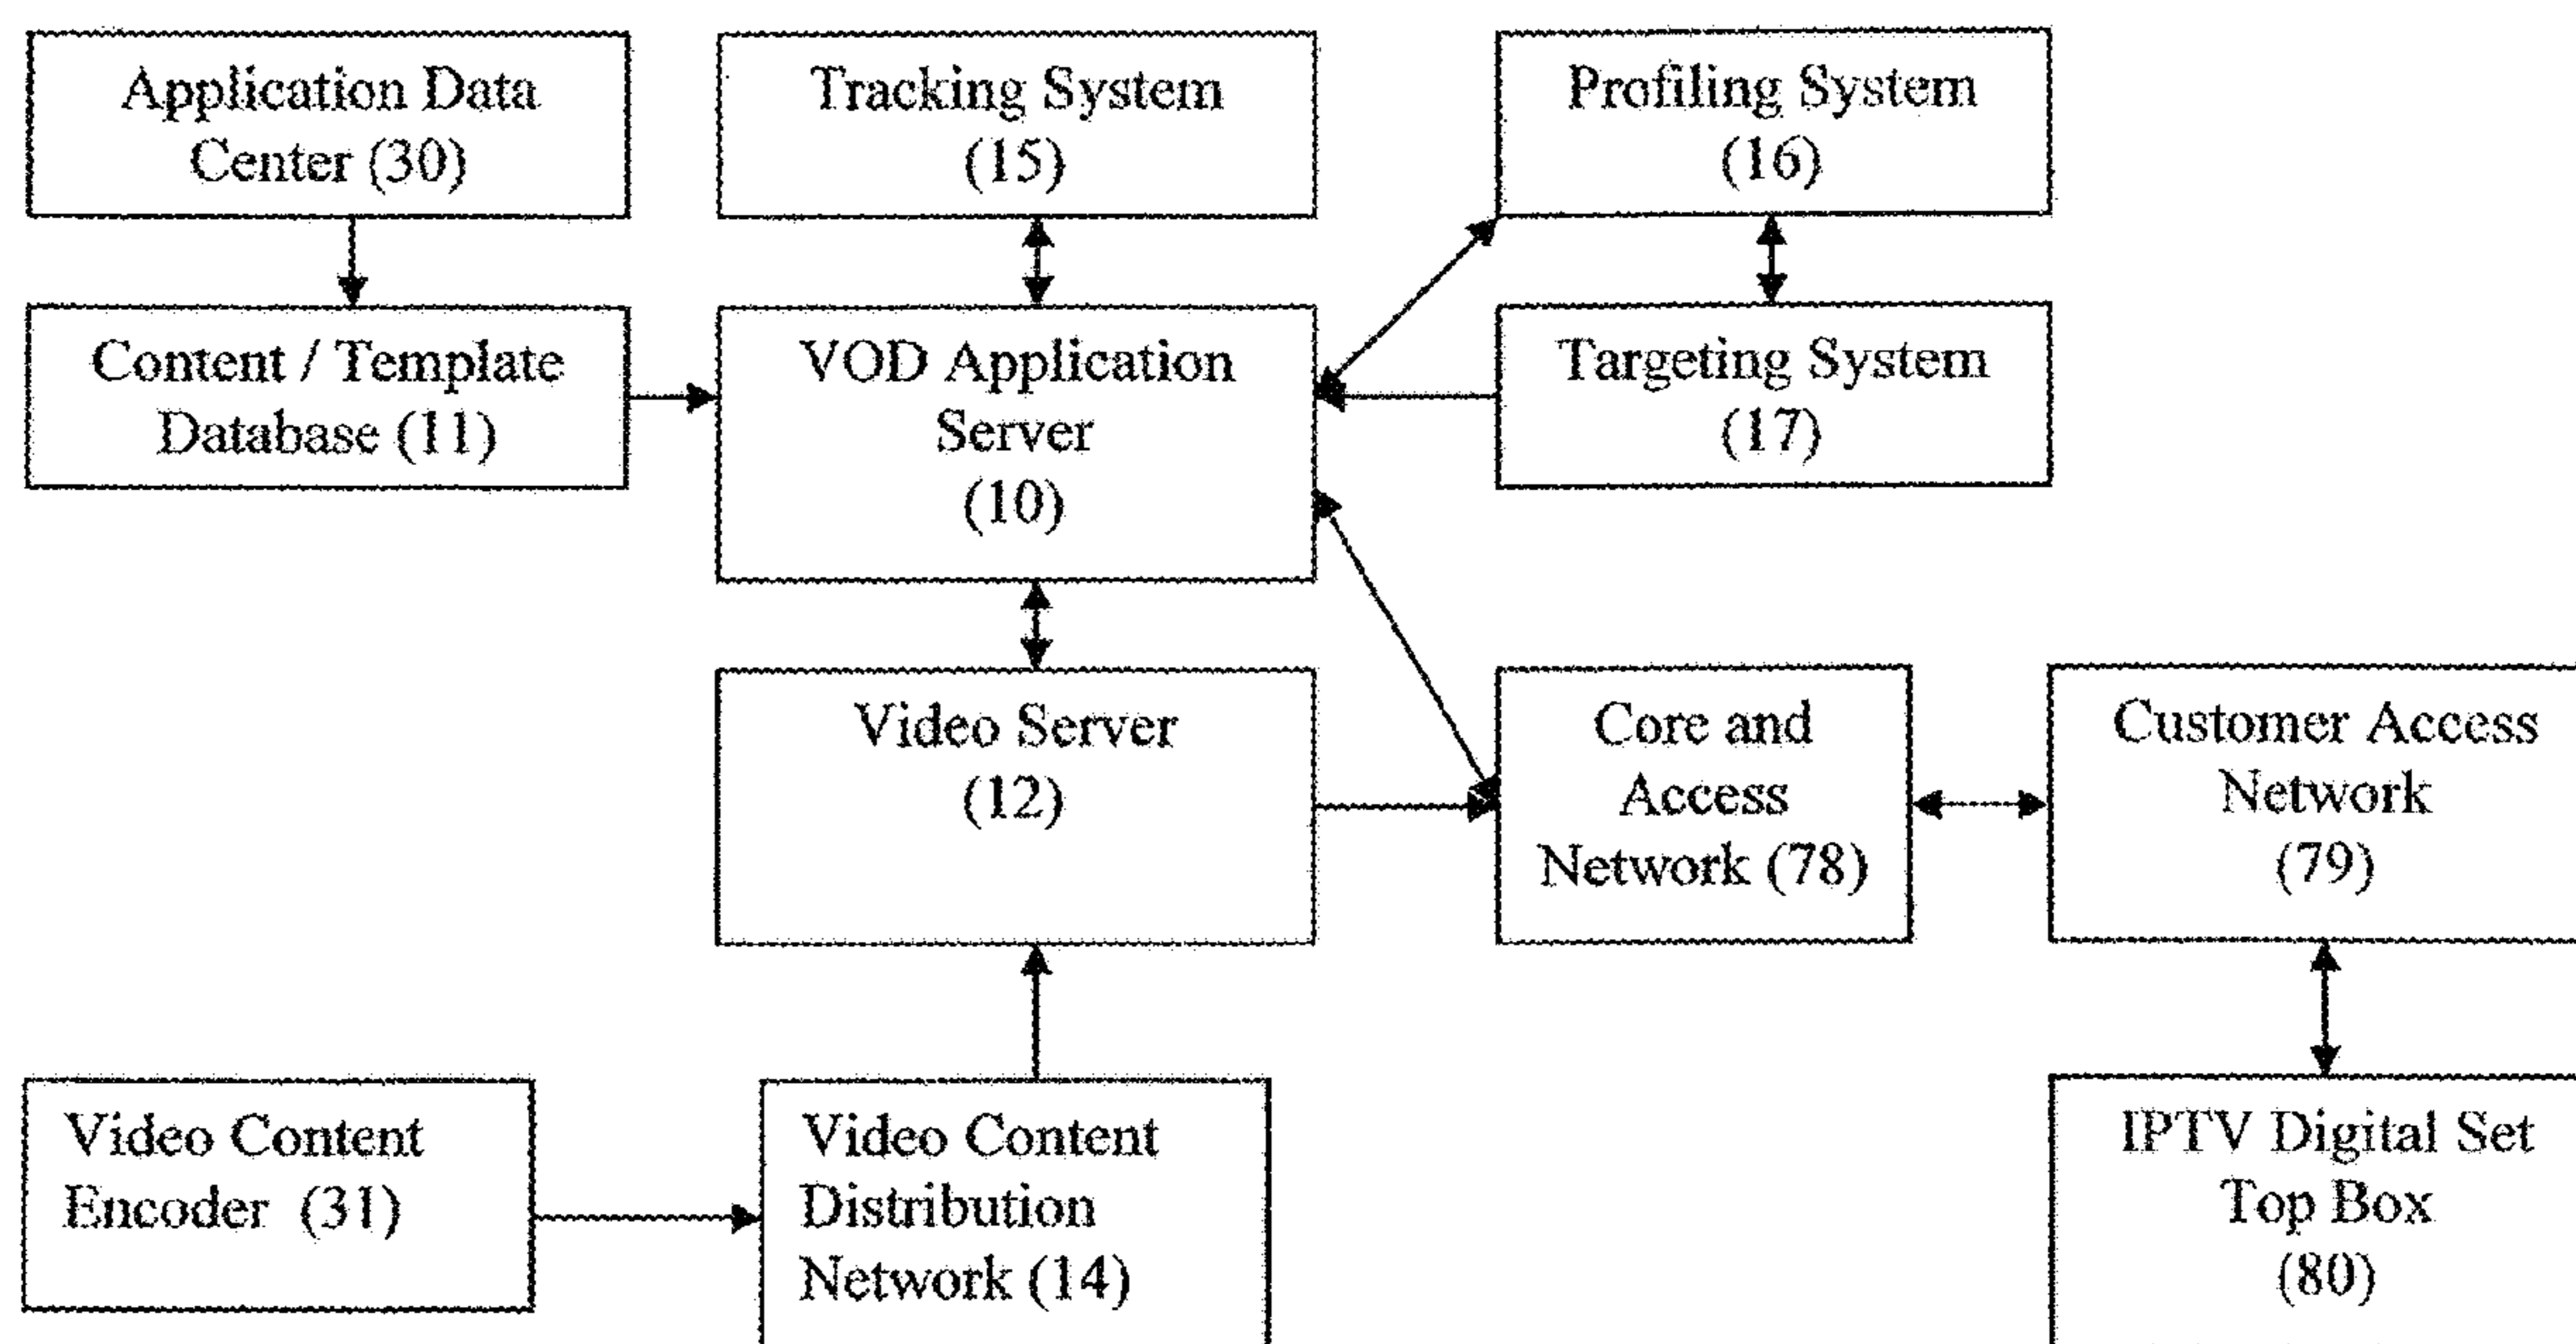 Application Data
Center (30)
Tracking System
(15)
Profiling System
(16)
Content / Template
Database (11)
VOD Application
Server
(10)
Targeting System
(17)
Video Server
(12)
Core and
Access
Network (78)
Customer Access
Network
(79)
Video Content
Encoder (31)
Video Content
Distribution
Network (14)
IPTV Digital Set
Top Box
(80)